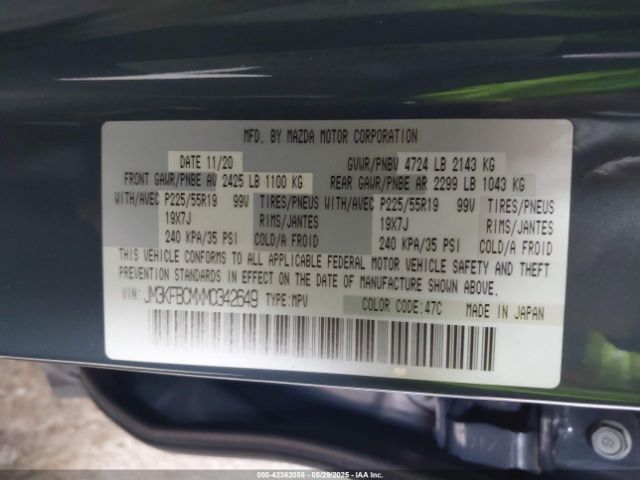 MFD. BY MAZDA MOTOR CORPORATION
DATE 11/20 GVWR/PNBV 4724 LB 2143 KG
FRONT GAWR/PNBE AV 2425 LB 1100 KG REAR GAWR/PNBE AR 2299 LB 1043 KG
WITH/AVEC P225/55R19 99V TIRES/PNEUS WITH/AVEC P225/55R19 99V TIRES/PNEUS
19X7J RIMS/JANTES 19X7J RIMS/JANTES
240 KPA/35 PSI COLD/A FROID 240 KPA/35 PSI COLD/A FROID
THIS VEHICLE CONFORMS TO ALL APPLICABLE FEDERAL MOTOR VEHICLE SAFETY AND THEFT
PREVENTION STANDARDS IN EFFECT ON THE DATE OF MANUFACTURE SHOWN ABOVE.
VIN: JM3KFBCMXM0342649 TYPE:MPV COLOR CODE:47C MADE IN JAPAN
000-42362058 - 05/29/2025 - IAA Inc.